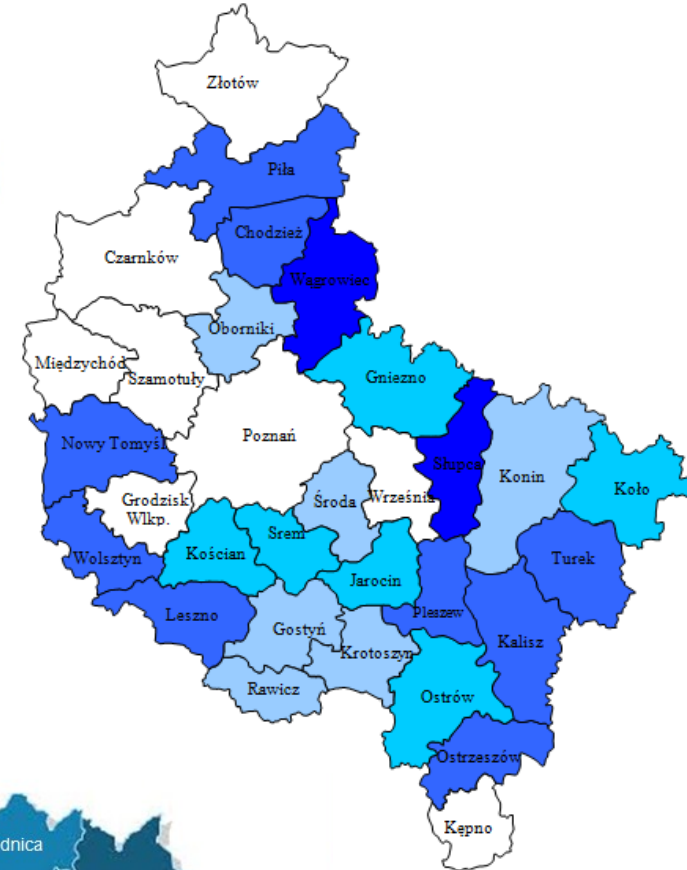 Złotów
Piła
Chodzież
Czarnków
Wągrowiec
Oborniki
Międzychód
Szamotuły
Gniezno
Nowy Tomyśl
Poznań
Słupca
Konin
Koło
Grodzisk
Wlkp.
Środa
Września
Wolsztyn
Kościan
Srem
Jarocin
Turek
Leszno
Gostyń
Pleszew
Kalisz
Krotoszyn
Rawicz
Ostrów
Ostrzeszów
Kępno
dnica